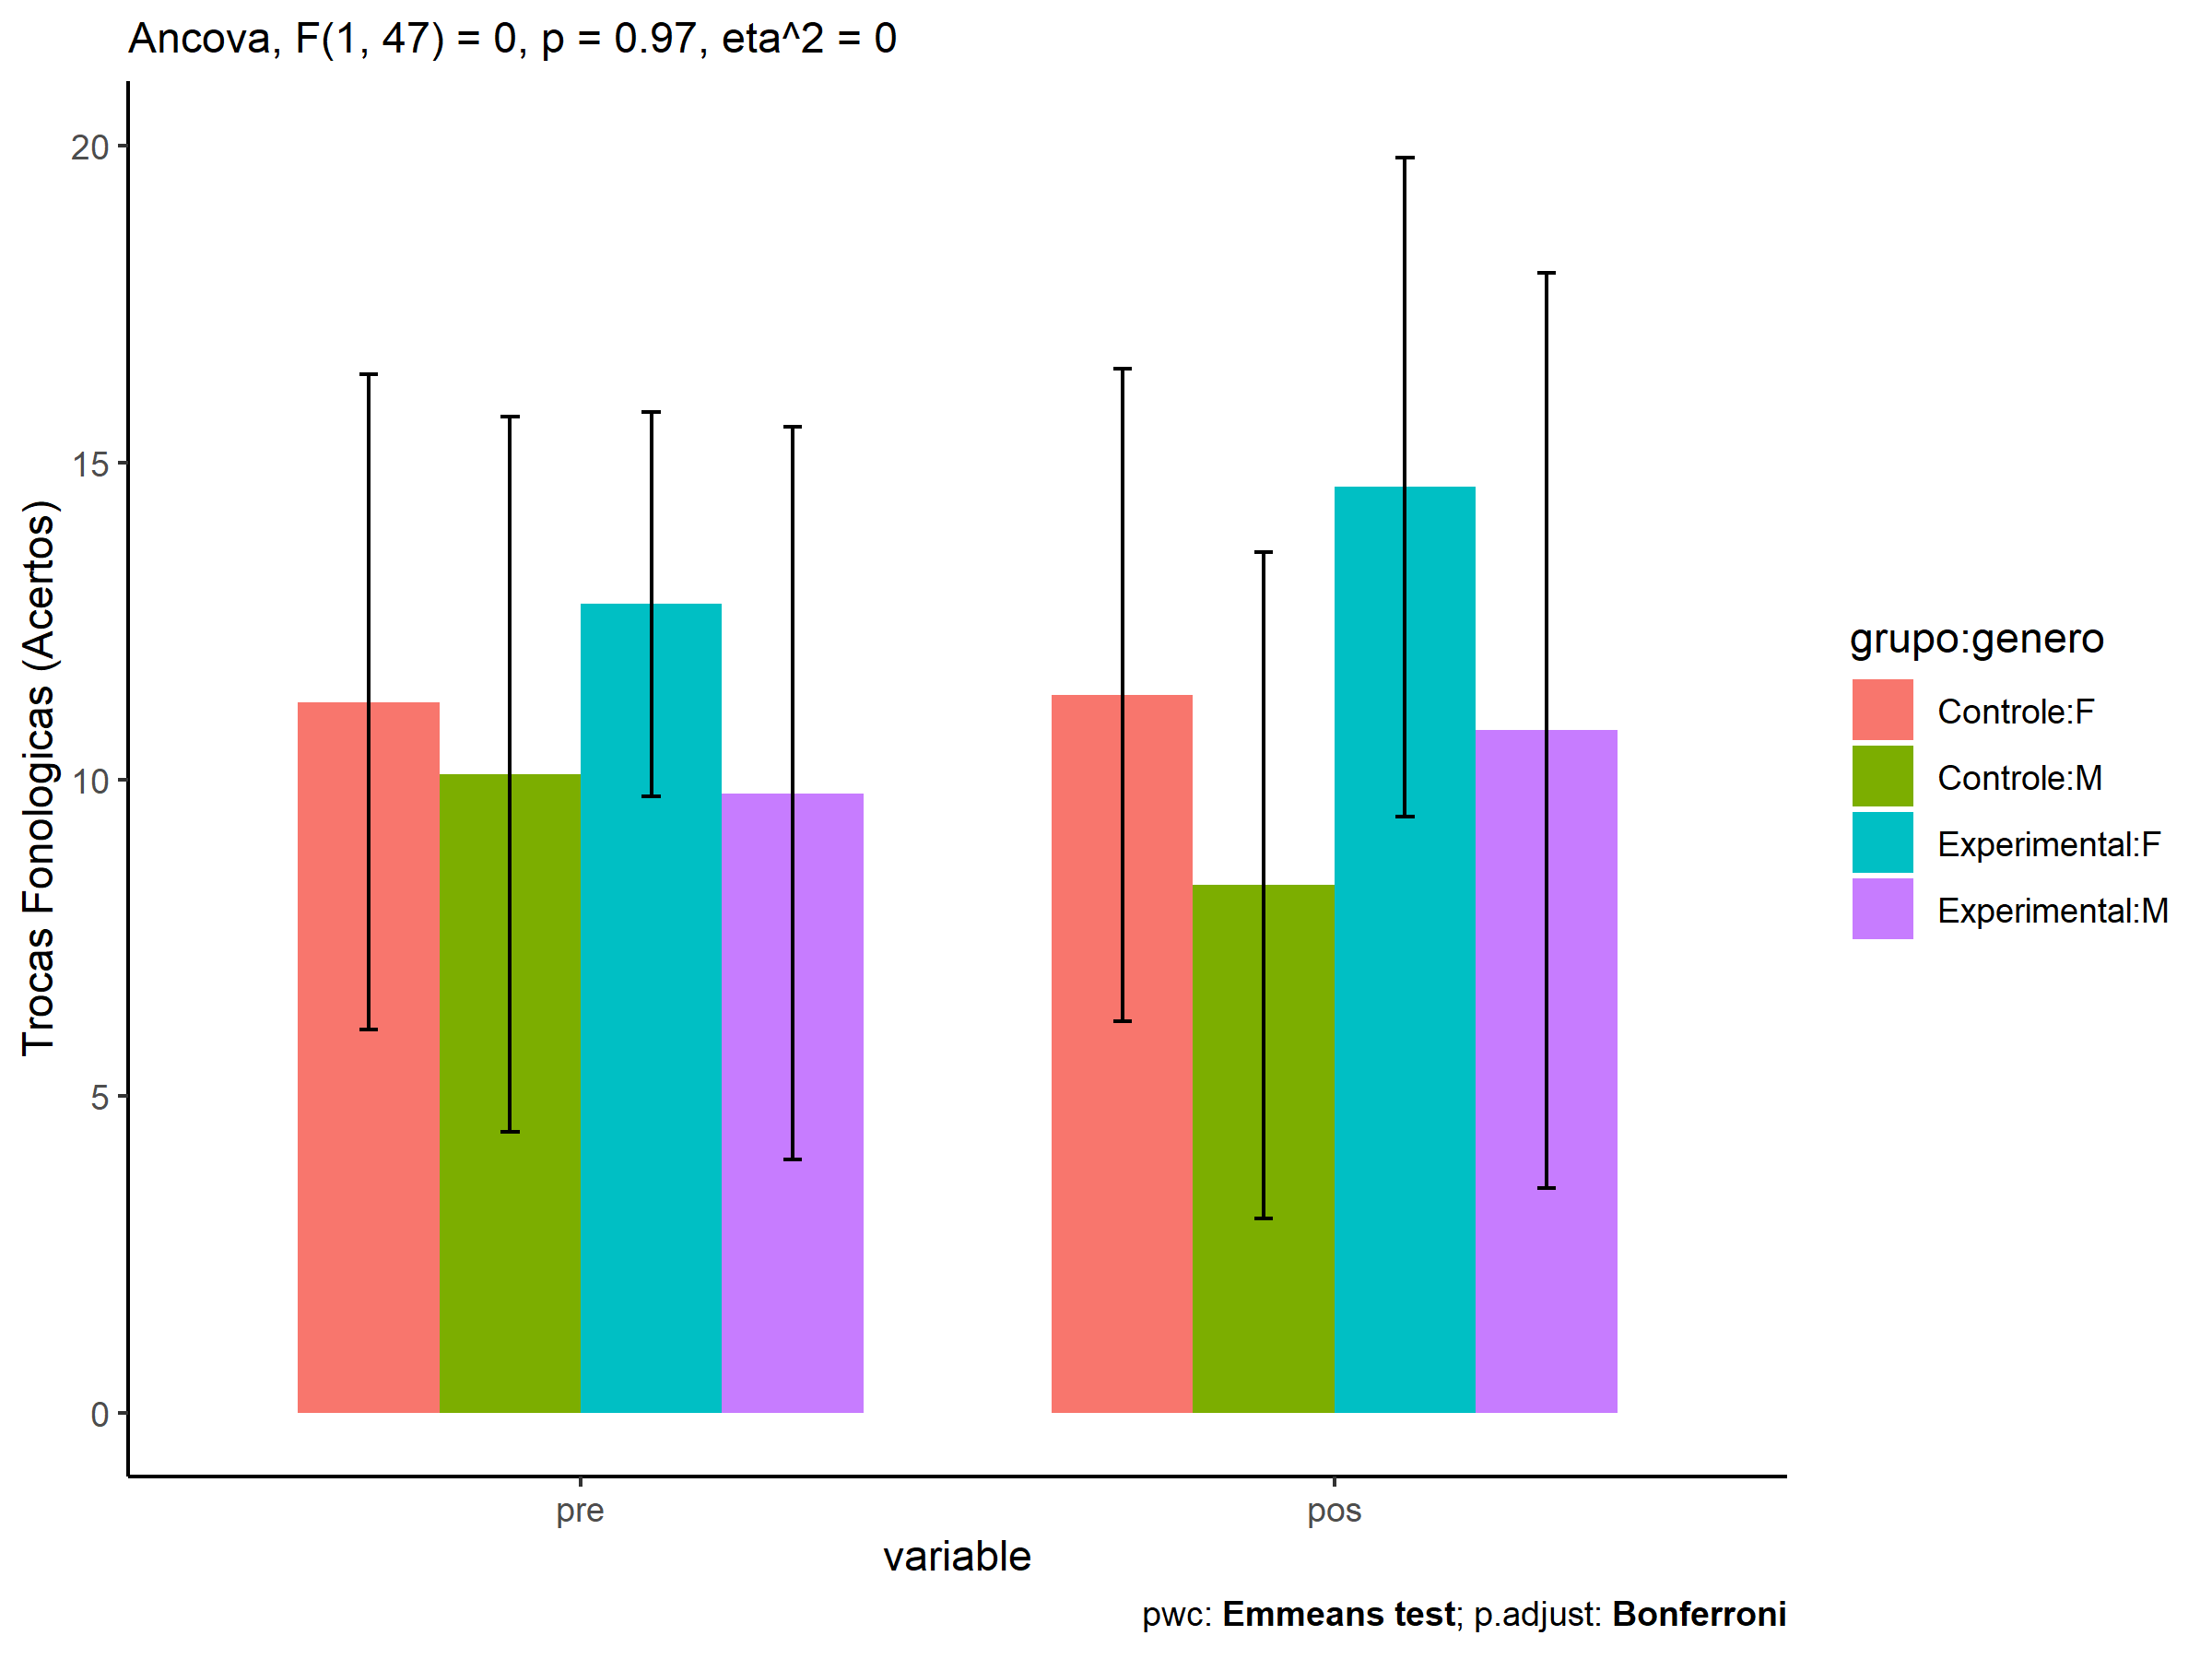 Ancova, F(1, 47) = 0, p = 0.97, eta^2 = 0
Trocas Fonologicas (Acertos)
20
15
10
5
0
pre
pos
variable
grupo:genero
Controle:F
Controle:M
Experimental:F
Experimental:M
pwc: Emmeans test; p.adjust: Bonferroni